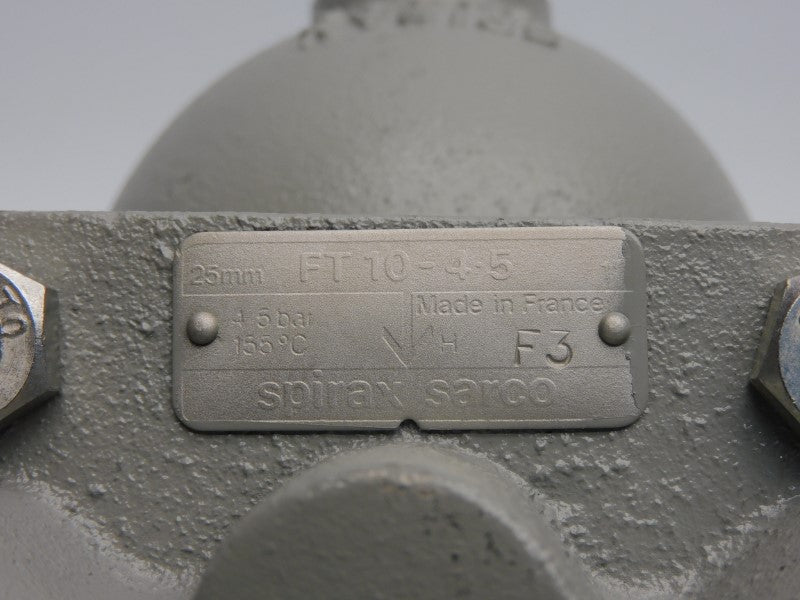 25mm FT 10-4·5
4.5 bar Made in France
155°C H F3
spirax sarco